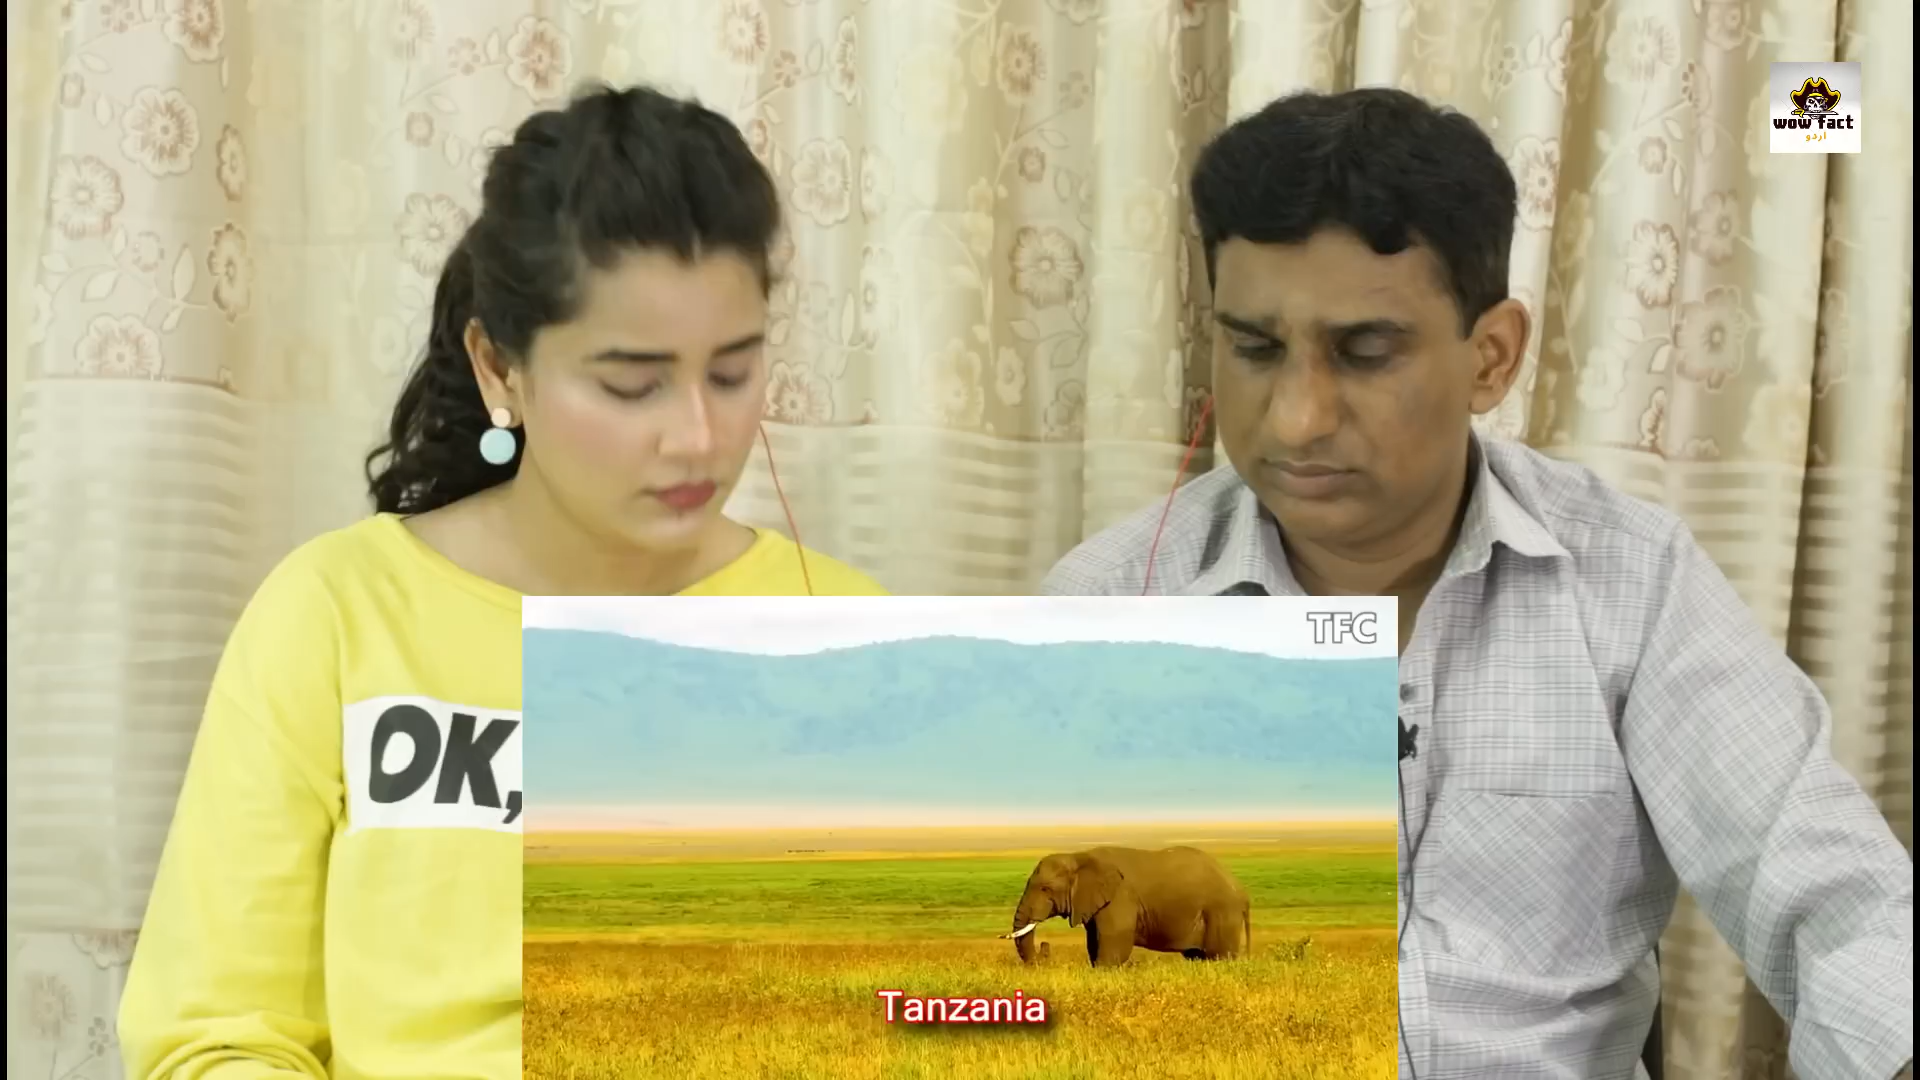 wow fact
اردو
TFC
OK,
Tanzania